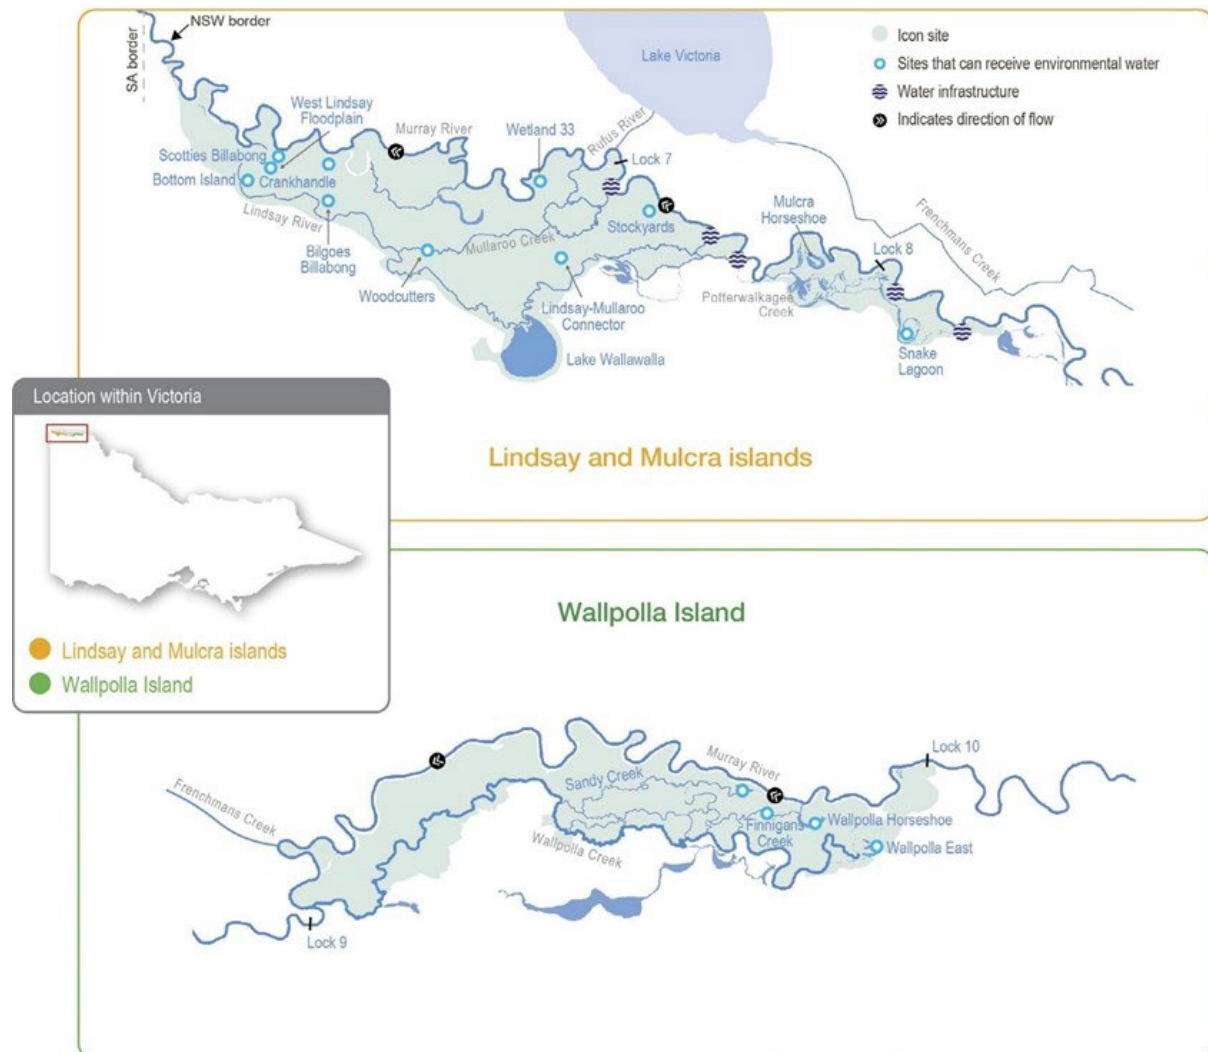 NSW border
SA border
Lake Victoria
Icon site
Sites that can receive environmental water
Water infrastructure
Indicates direction of flow
West Lindsay
Floodplain
Murray River
Wetland 33
Rufus River
Lock 7
Scotties Billabong
Bottom Island
Crankhandle
Lindsay River
Bilgoes
Billabong
Mullaroo Creek
Stockyards
Mulcra
Horseshoe
Lock 8
Frenchmans Creek
Woodcutters
Lindsay-Mullaroo
Connector
Potterwalkagee
Creek
Lake Wallawalla
Snake
Lagoon
Lindsay and Mulcra islands
Location within Victoria
Lindsay and Mulcra islands
Wallpolla Island
Wallpolla Island
Frenchmans Creek
Sandy Creek
Murray River
Lock 10
Finnigans
Creek
Wallpolla Horseshoe
Wallpolla Creek
Wallpolla East
Lock 9